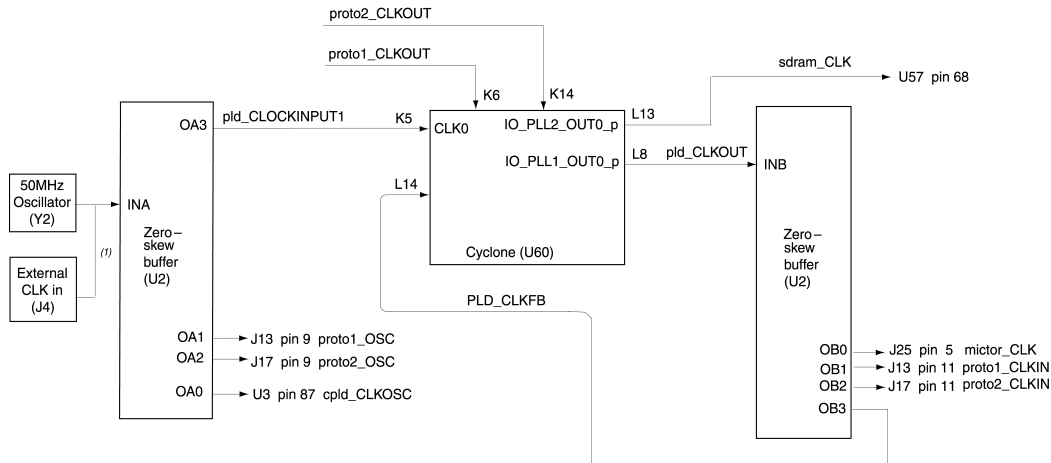 proto2_CLKOUT
proto1_CLKOUT
sdram_CLK
U57 pin 68
K6
K14
OA3
pld_CLOCKINPUT1
K5
CLK0
IO_PLL2_OUT0_p
L13
IO_PLL1_OUT0_p
L8
pld_CLKOUT
INB
L14
50MHz
Oscillator
(Y2)
INA
(1)
Zero–
skew
buffer
(U2)
External
CLK in
(J4)
Cyclone (U60)
Zero–
skew
buffer
(U2)
PLD_CLKFB
OA1
J13 pin 9 proto1_OSC
OA2
J17 pin 9 proto2_OSC
OA0
U3 pin 87 cpld_CLKOSC
OB0
J25 pin 5 mictor_CLK
OB1
J13 pin 11 proto1_CLKIN
OB2
J17 pin 11 proto2_CLKIN
OB3